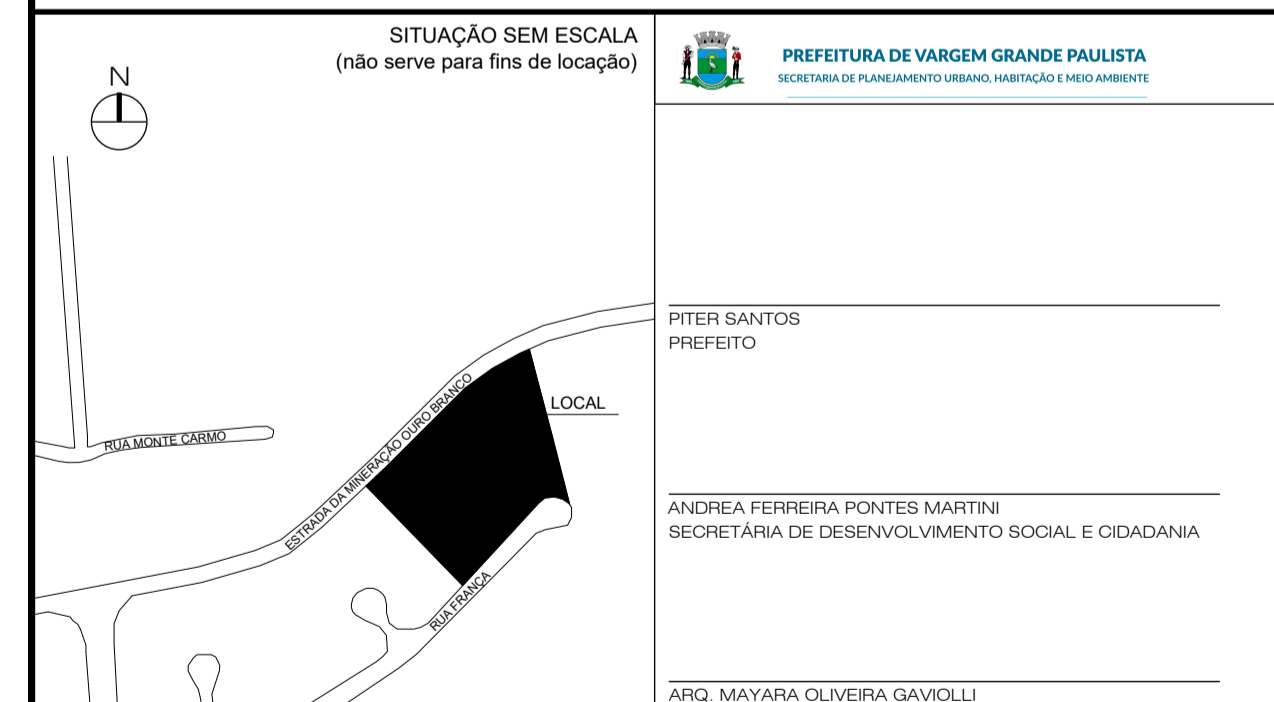 SITUAÇÃO SEM ESCALA
(não serve para fins de locação)
N
RUA MONTE CARMO
ESTRADA DA MINERAÇÃO OURO BRANCO
LOCAL
RUA FRANÇA
PREFEITURA DE VARGEM GRANDE PAULISTA
SECRETARIA DE PLANEJAMENTO URBANO, HABITAÇÃO E MEIO AMBIENTE
PITER SANTOS
PREFEITO
ANDREA FERREIRA PONTES MARTINI
SECRETÁRIA DE DESENVOLVIMENTO SOCIAL E CIDADANIA
ARQ. MAYARA OLIVEIRA GAVIOLLI